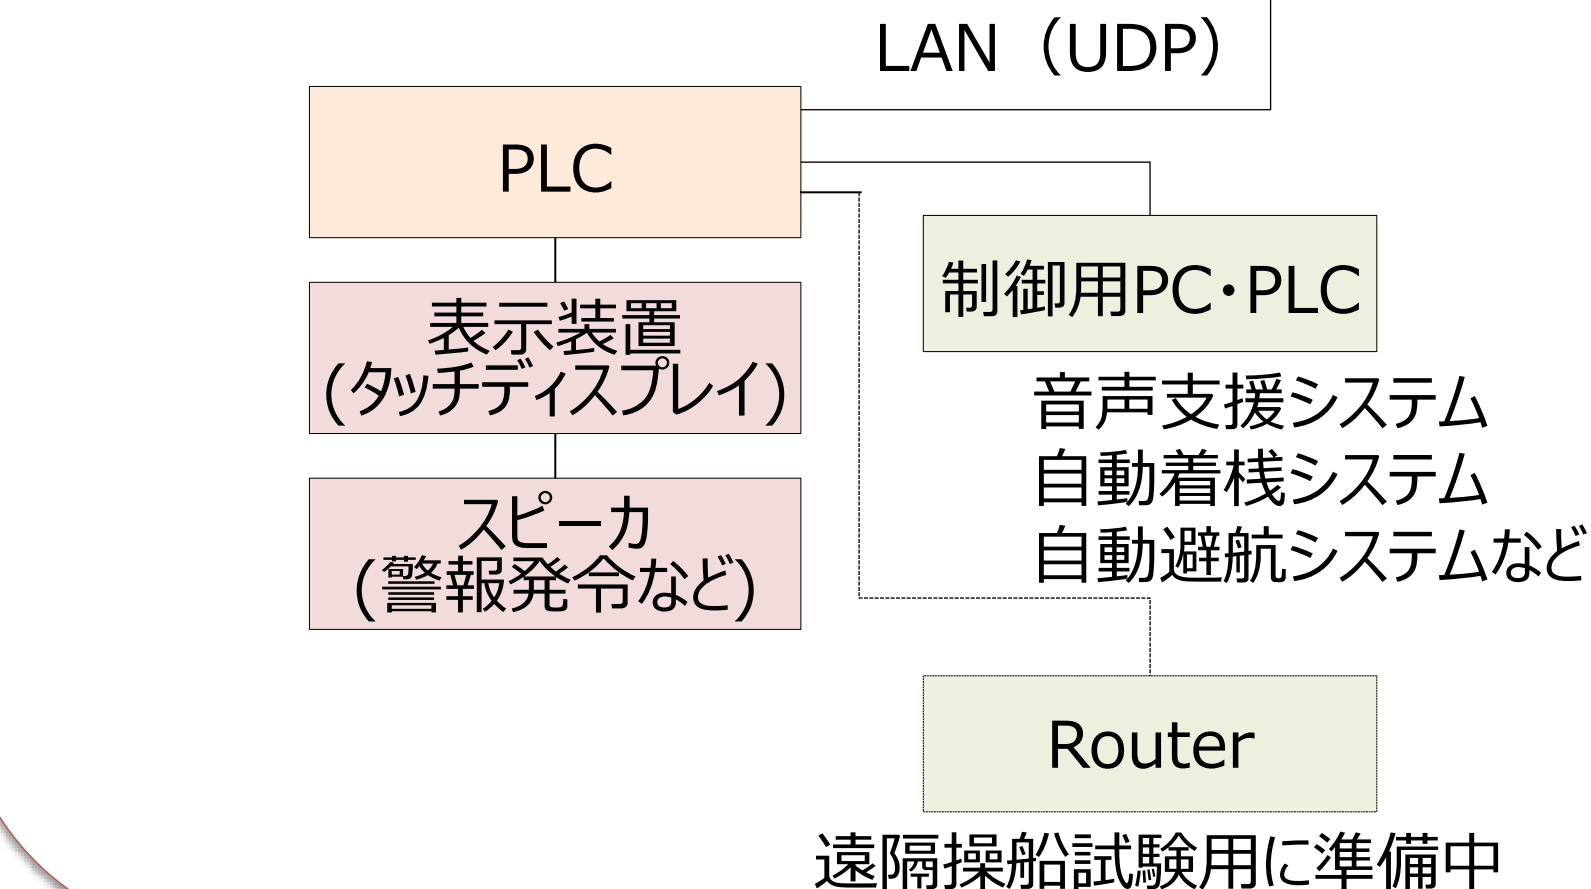 LAN（UDP）
PLC
制御用PC・PLC
表示装置
(タッチディスプレイ)
音声支援システム
自動着桟システム
自動避航システムなど
スピーカ
(警報発令など)
Router
遠隔操船試験用に準備中